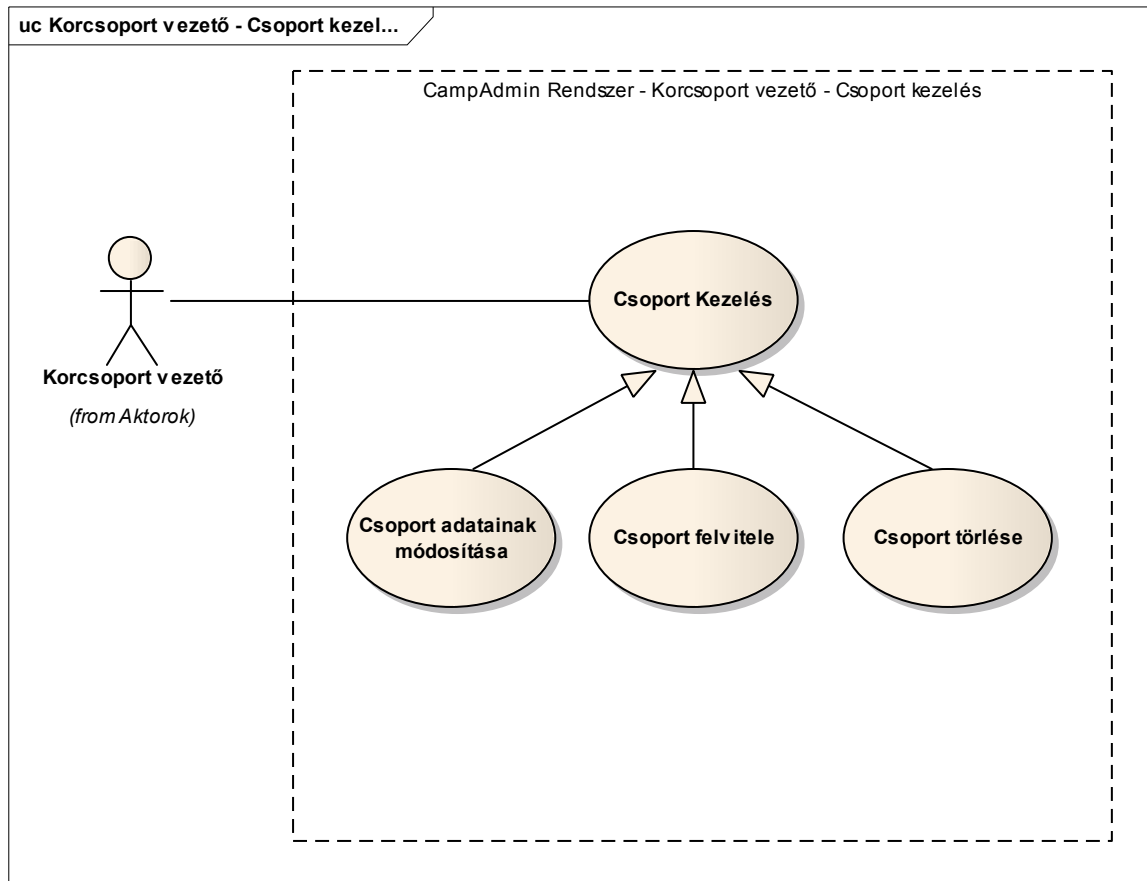 uc Korcsoport vezető - Csoport kezel...
CampAdmin Rendszer - Korcsoport vezető - Csoport kezelés
Csoport Kezelés
Korcsoport vezető
(from Aktorok)
Csoport adatainak
módosítása
Csoport felvitele
Csoport törlése